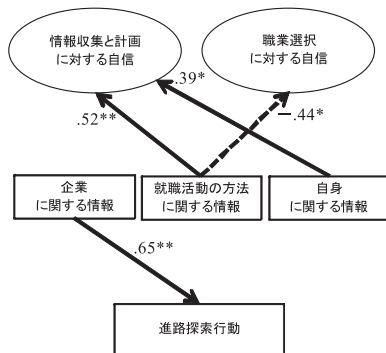 情報収集と計画
に対する自信
職業選択
に対する自信
.39*
.52**
－.44*
企業
に関する情報
就職活動の方法
に関する情報
自身
に関する情報
.65**
進路探索行動